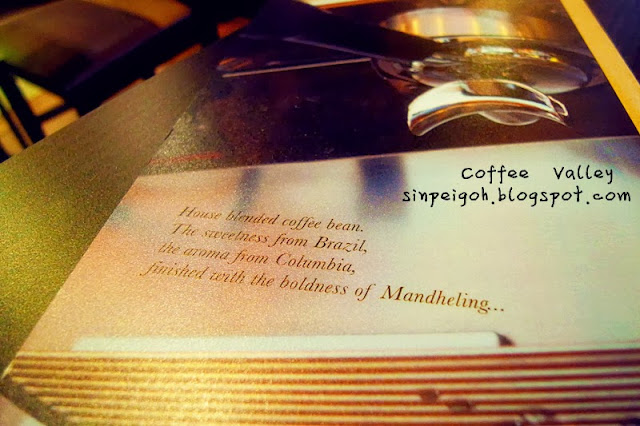 Coffee Valley
sinpeigoh.blogspot.com
House blended coffee bean.
The sweetness from Brazil,
the aroma from Columbia,
finished with the boldness of Mandheling...